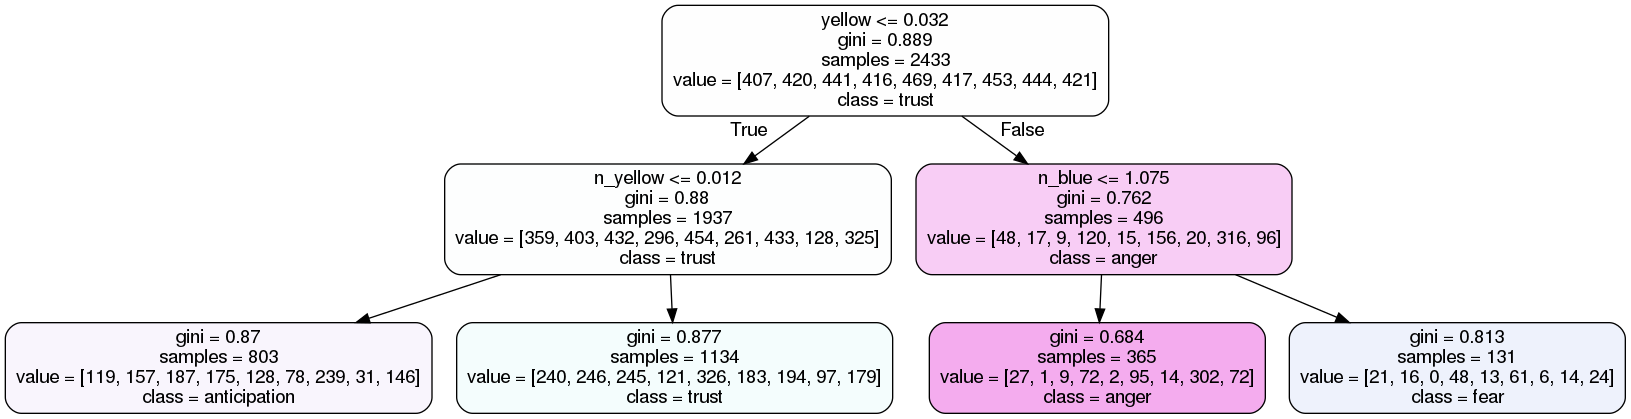 yellow <= 0.032
gini = 0.889
samples = 2433
value = [407, 420, 441, 416, 469, 417, 453, 444, 421]
class = trust
True
False
n_yellow <= 0.012
gini = 0.88
samples = 1937
value = [359, 403, 432, 296, 454, 261, 433, 128, 325]
class = trust
n_blue <= 1.075
gini = 0.762
samples = 496
value = [48, 17, 9, 120, 15, 156, 20, 316, 96]
class = anger
gini = 0.87
samples = 803
value = [119, 157, 187, 175, 128, 78, 239, 31, 146]
class = anticipation
gini = 0.877
samples = 1134
value = [240, 246, 245, 121, 326, 183, 194, 97, 179]
class = trust
gini = 0.684
samples = 365
value = [27, 1, 9, 72, 2, 95, 14, 302, 72]
class = anger
gini = 0.813
samples = 131
value = [21, 16, 0, 48, 13, 61, 6, 14, 24]
class = fear